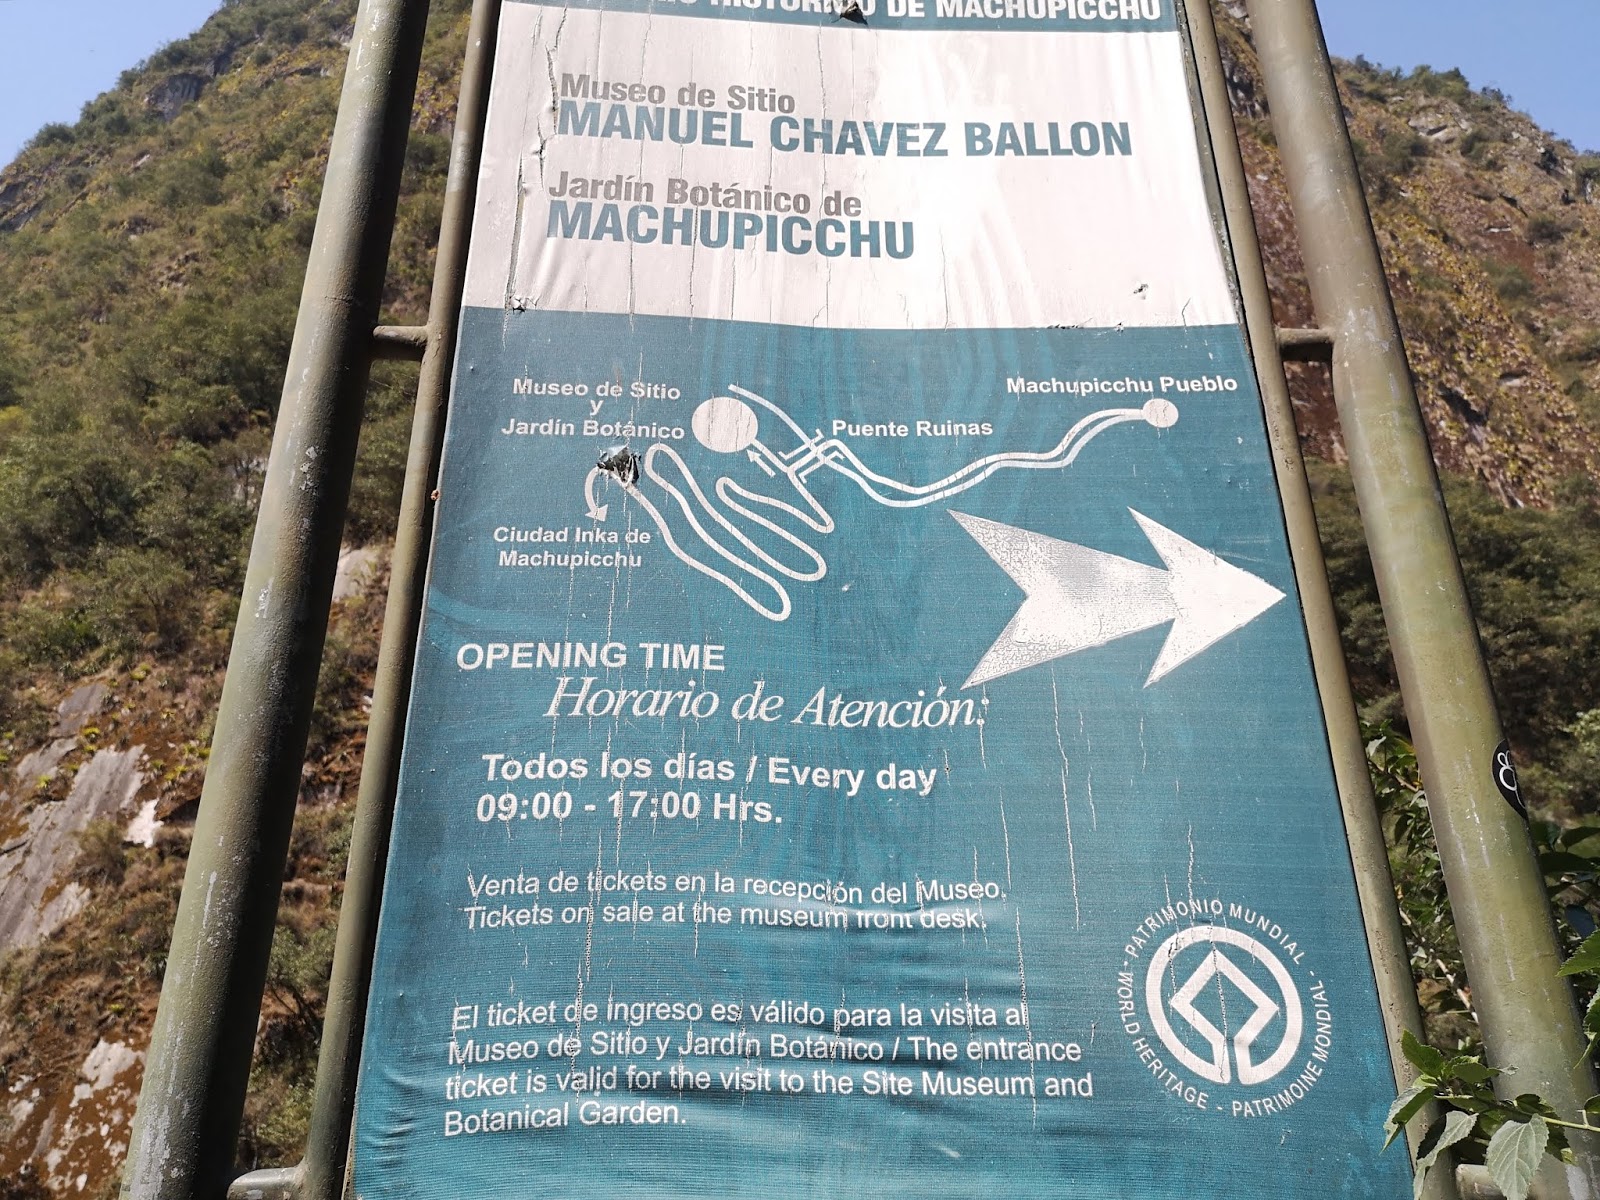 DE MACHUPICCHU
Museo de Sitio
MANUEL CHAVEZ BALLON
Jardín Botánico de
MACHUPICCHU
Museo de Sitio
y
Jardín Botánico
Machupicchu Pueblo
Puente Ruinas
Ciudad Inka de
Machupicchu
OPENING TIME
Horario de Atención:
Todos los días / Every day
09:00 - 17:00 Hrs.
Venta de tickets en la recepción del Museo.
Tickets on sale at the museum front desk.
El ticket de ingreso es válido para la visita al
Museo de Sitio y Jardín Botánico / The entrance
ticket is valid for the visit to the Site Museum and
Botanical Garden.
WORLD HERITAGE - PATRIMONIO MUNDIAL - PATRIMOINE MONDIAL -